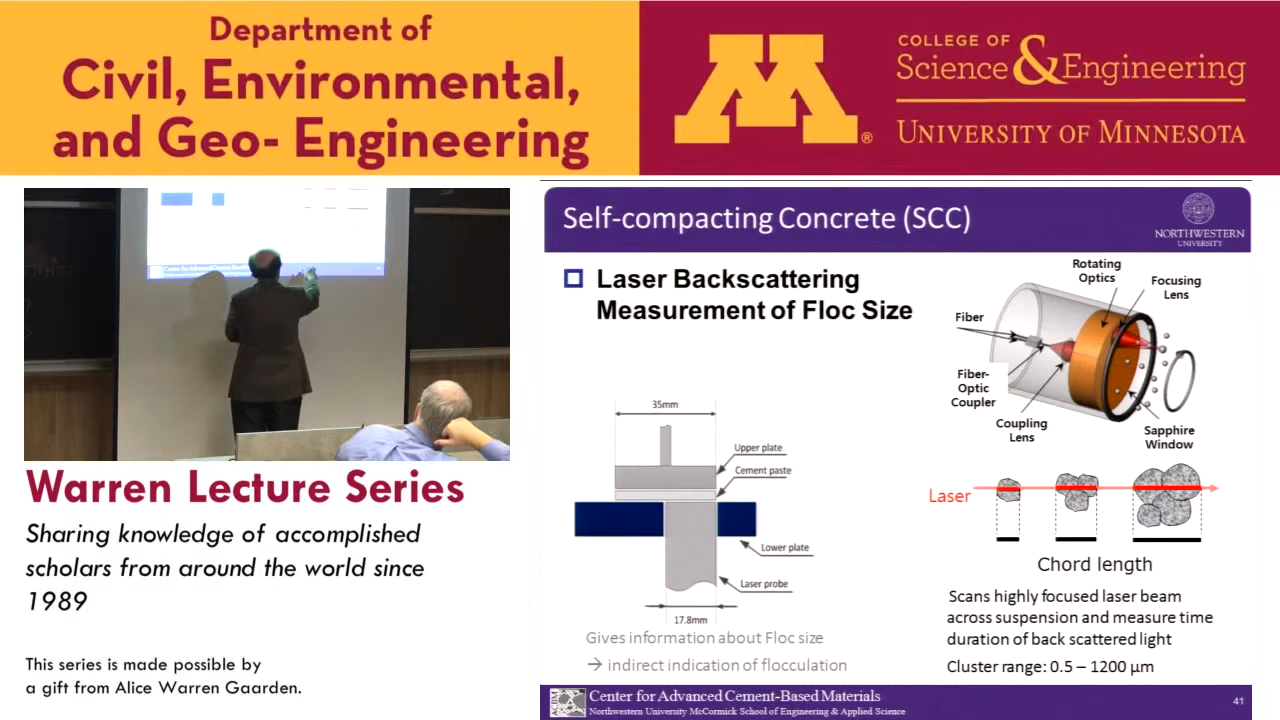 Department of
Civil, Environmental,
and Geo- Engineering
COLLEGE OF
Science & Engineering
UNIVERSITY OF MINNESOTA
®
Self-compacting Concrete (SCC)
NORTHWESTERN
UNIVERSITY
Laser Backscattering
Measurement of Floc Size
Rotating
Optics
Focusing
Lens
Fiber
Fiber-
Optic
Coupler
Coupling
Lens
Sapphire
Window
35mm
Upper plate
Cement paste
Lower plate
Laser probe
17.8mm
Gives information about Floc size
→ indirect indication of flocculation
Laser
Chord length
Scans highly focused laser beam
across suspension and measure time
duration of back scattered light
Cluster range: 0.5 – 1200 µm
Center for Advanced Cement-Based Materials
Northwestern University McCormick School of Engineering & Applied Science
41
Warren Lecture Series
Sharing knowledge of accomplished
scholars from around the world since
1989
This series is made possible by
a gift from Alice Warren Gaarden.